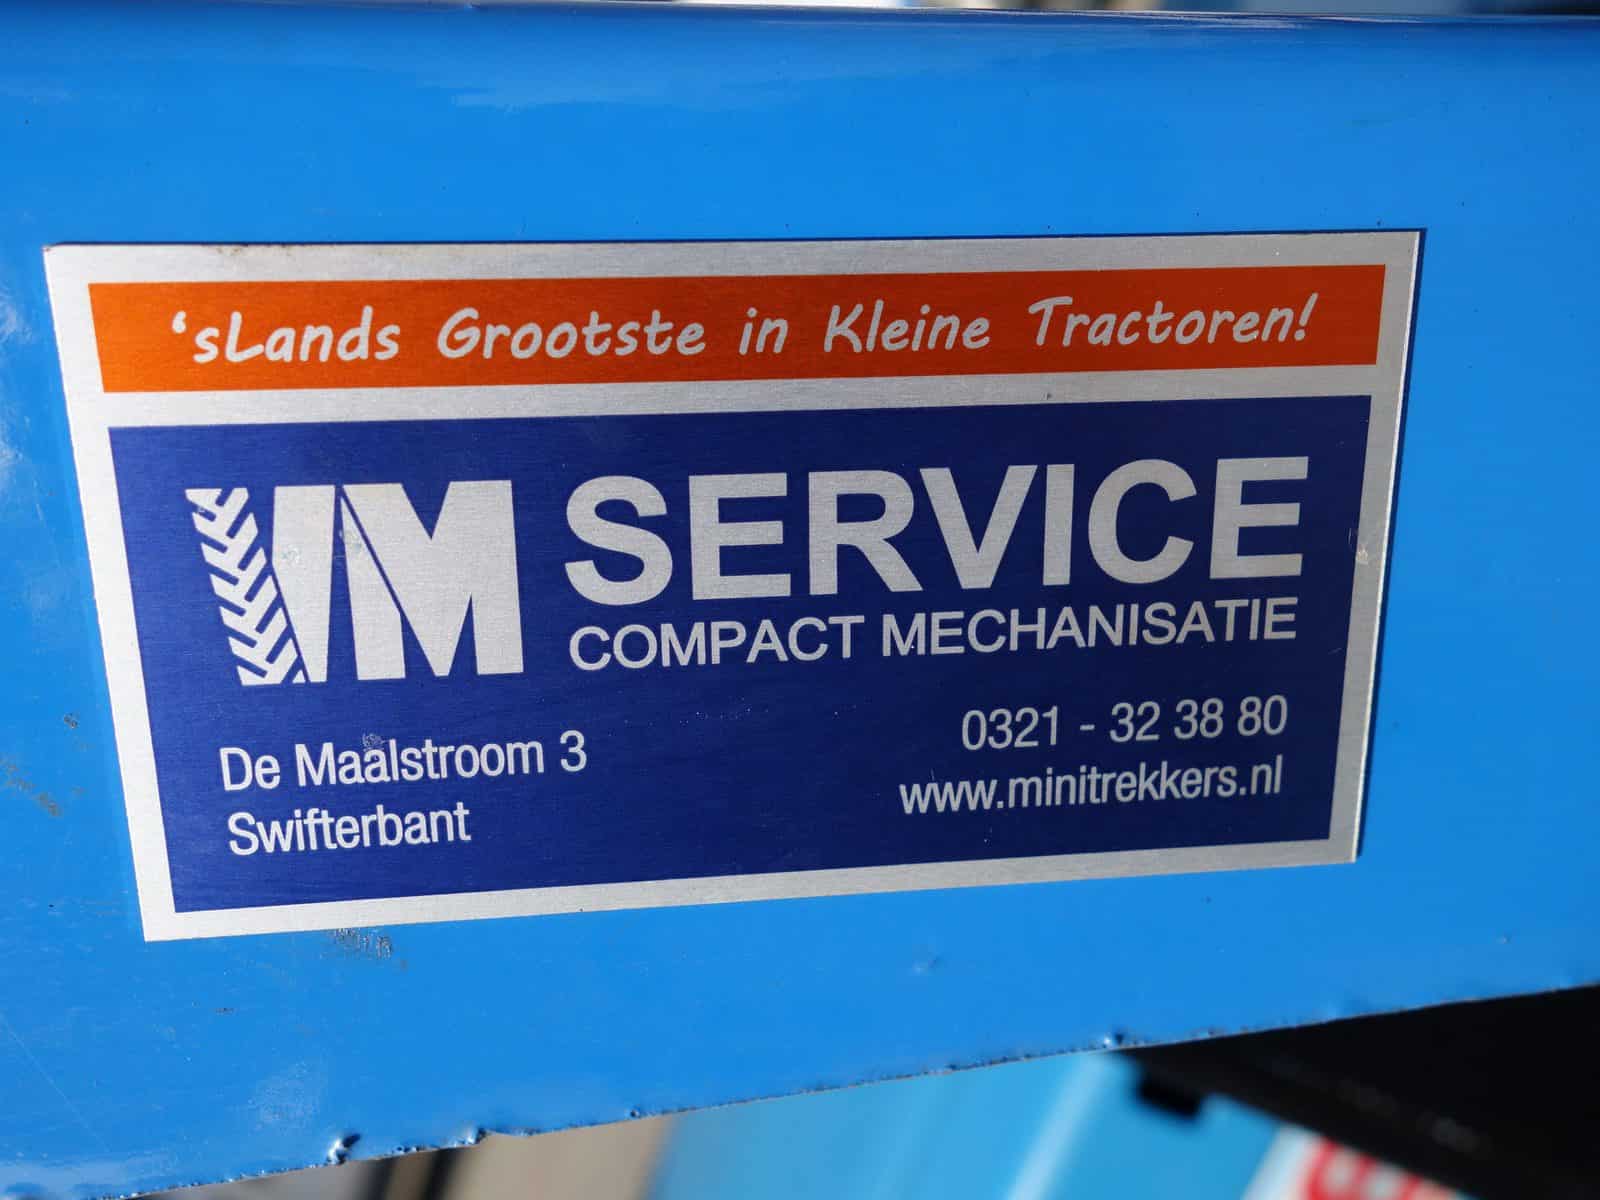 ‘sLands Grootste in Kleine Tractoren!
VM SERVICE
COMPACT MECHANISATIE
De Maalstroom 3
Swifterbant
0321 - 32 38 80
www.minitrekkers.nl